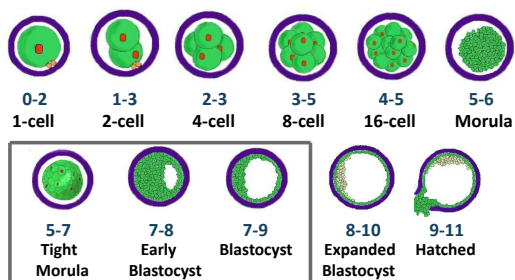 0-2 1-3 2-3 3-5 4-5 5-6
1-cell 2-cell 4-cell 8-cell 16-cell Morula
5-7 7-8 7-9 8-10 9-11
Tight Early Blastocyst Expanded Hatched
Morula Blastocyst Blastocyst